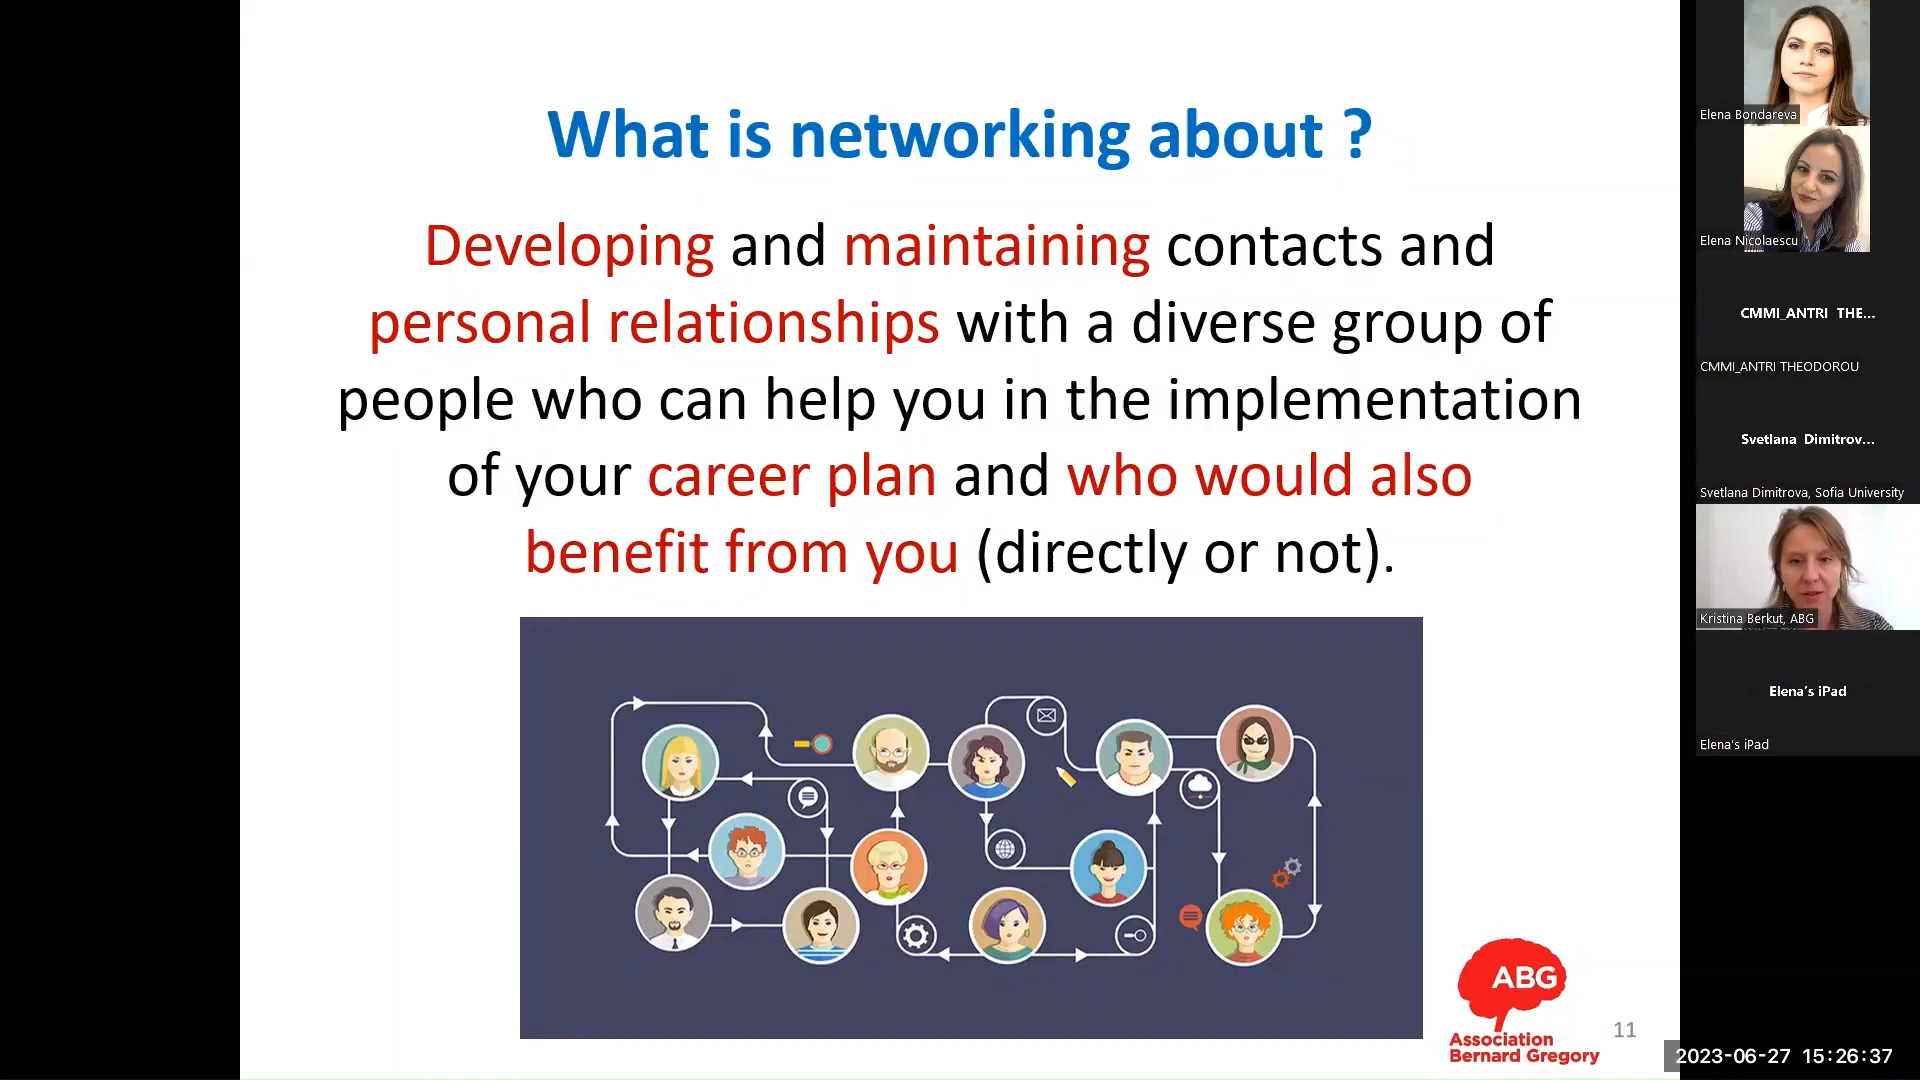 What is networking about ?
Developing and maintaining contacts and
personal relationships with a diverse group of
people who can help you in the implementation
of your career plan and who would also
benefit from you (directly or not).
ABG
Association
Bernard Gregory
11
Elena Bondareva
Elena Nicolaescu
CMMI_ANTRI THE...
CMMI_ANTRI THEODOROU
Svetlana Dimitrov...
Svetlana Dimitrova, Sofia University
Kristina Berkut, ABG
Elena's iPad
Elena's iPad
2023-06-27 15:26:37